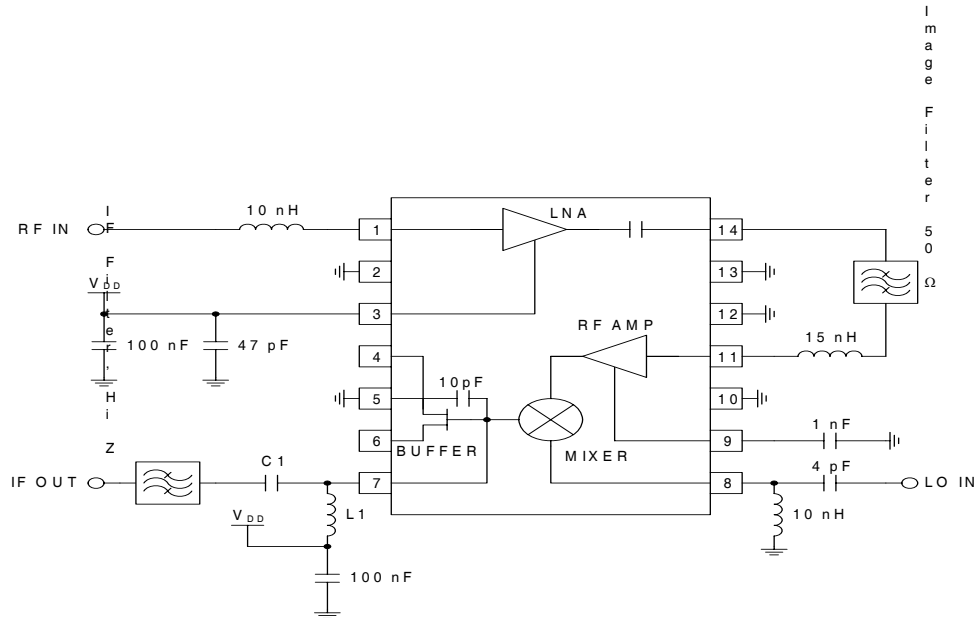 Image Filter 50 Ω
10 nH
LNA
RF IN
1
14
IF Filter, Hi Z
2
13
VDD
3
12
RF AMP
100 nF
47 pF
15 nH
4
11
10pF
5
10
1 nF
6
9
BUFFER
MIXER
C1
4 pF
IF OUT
7
8
LO IN
VDD
L1
10 nH
100 nF